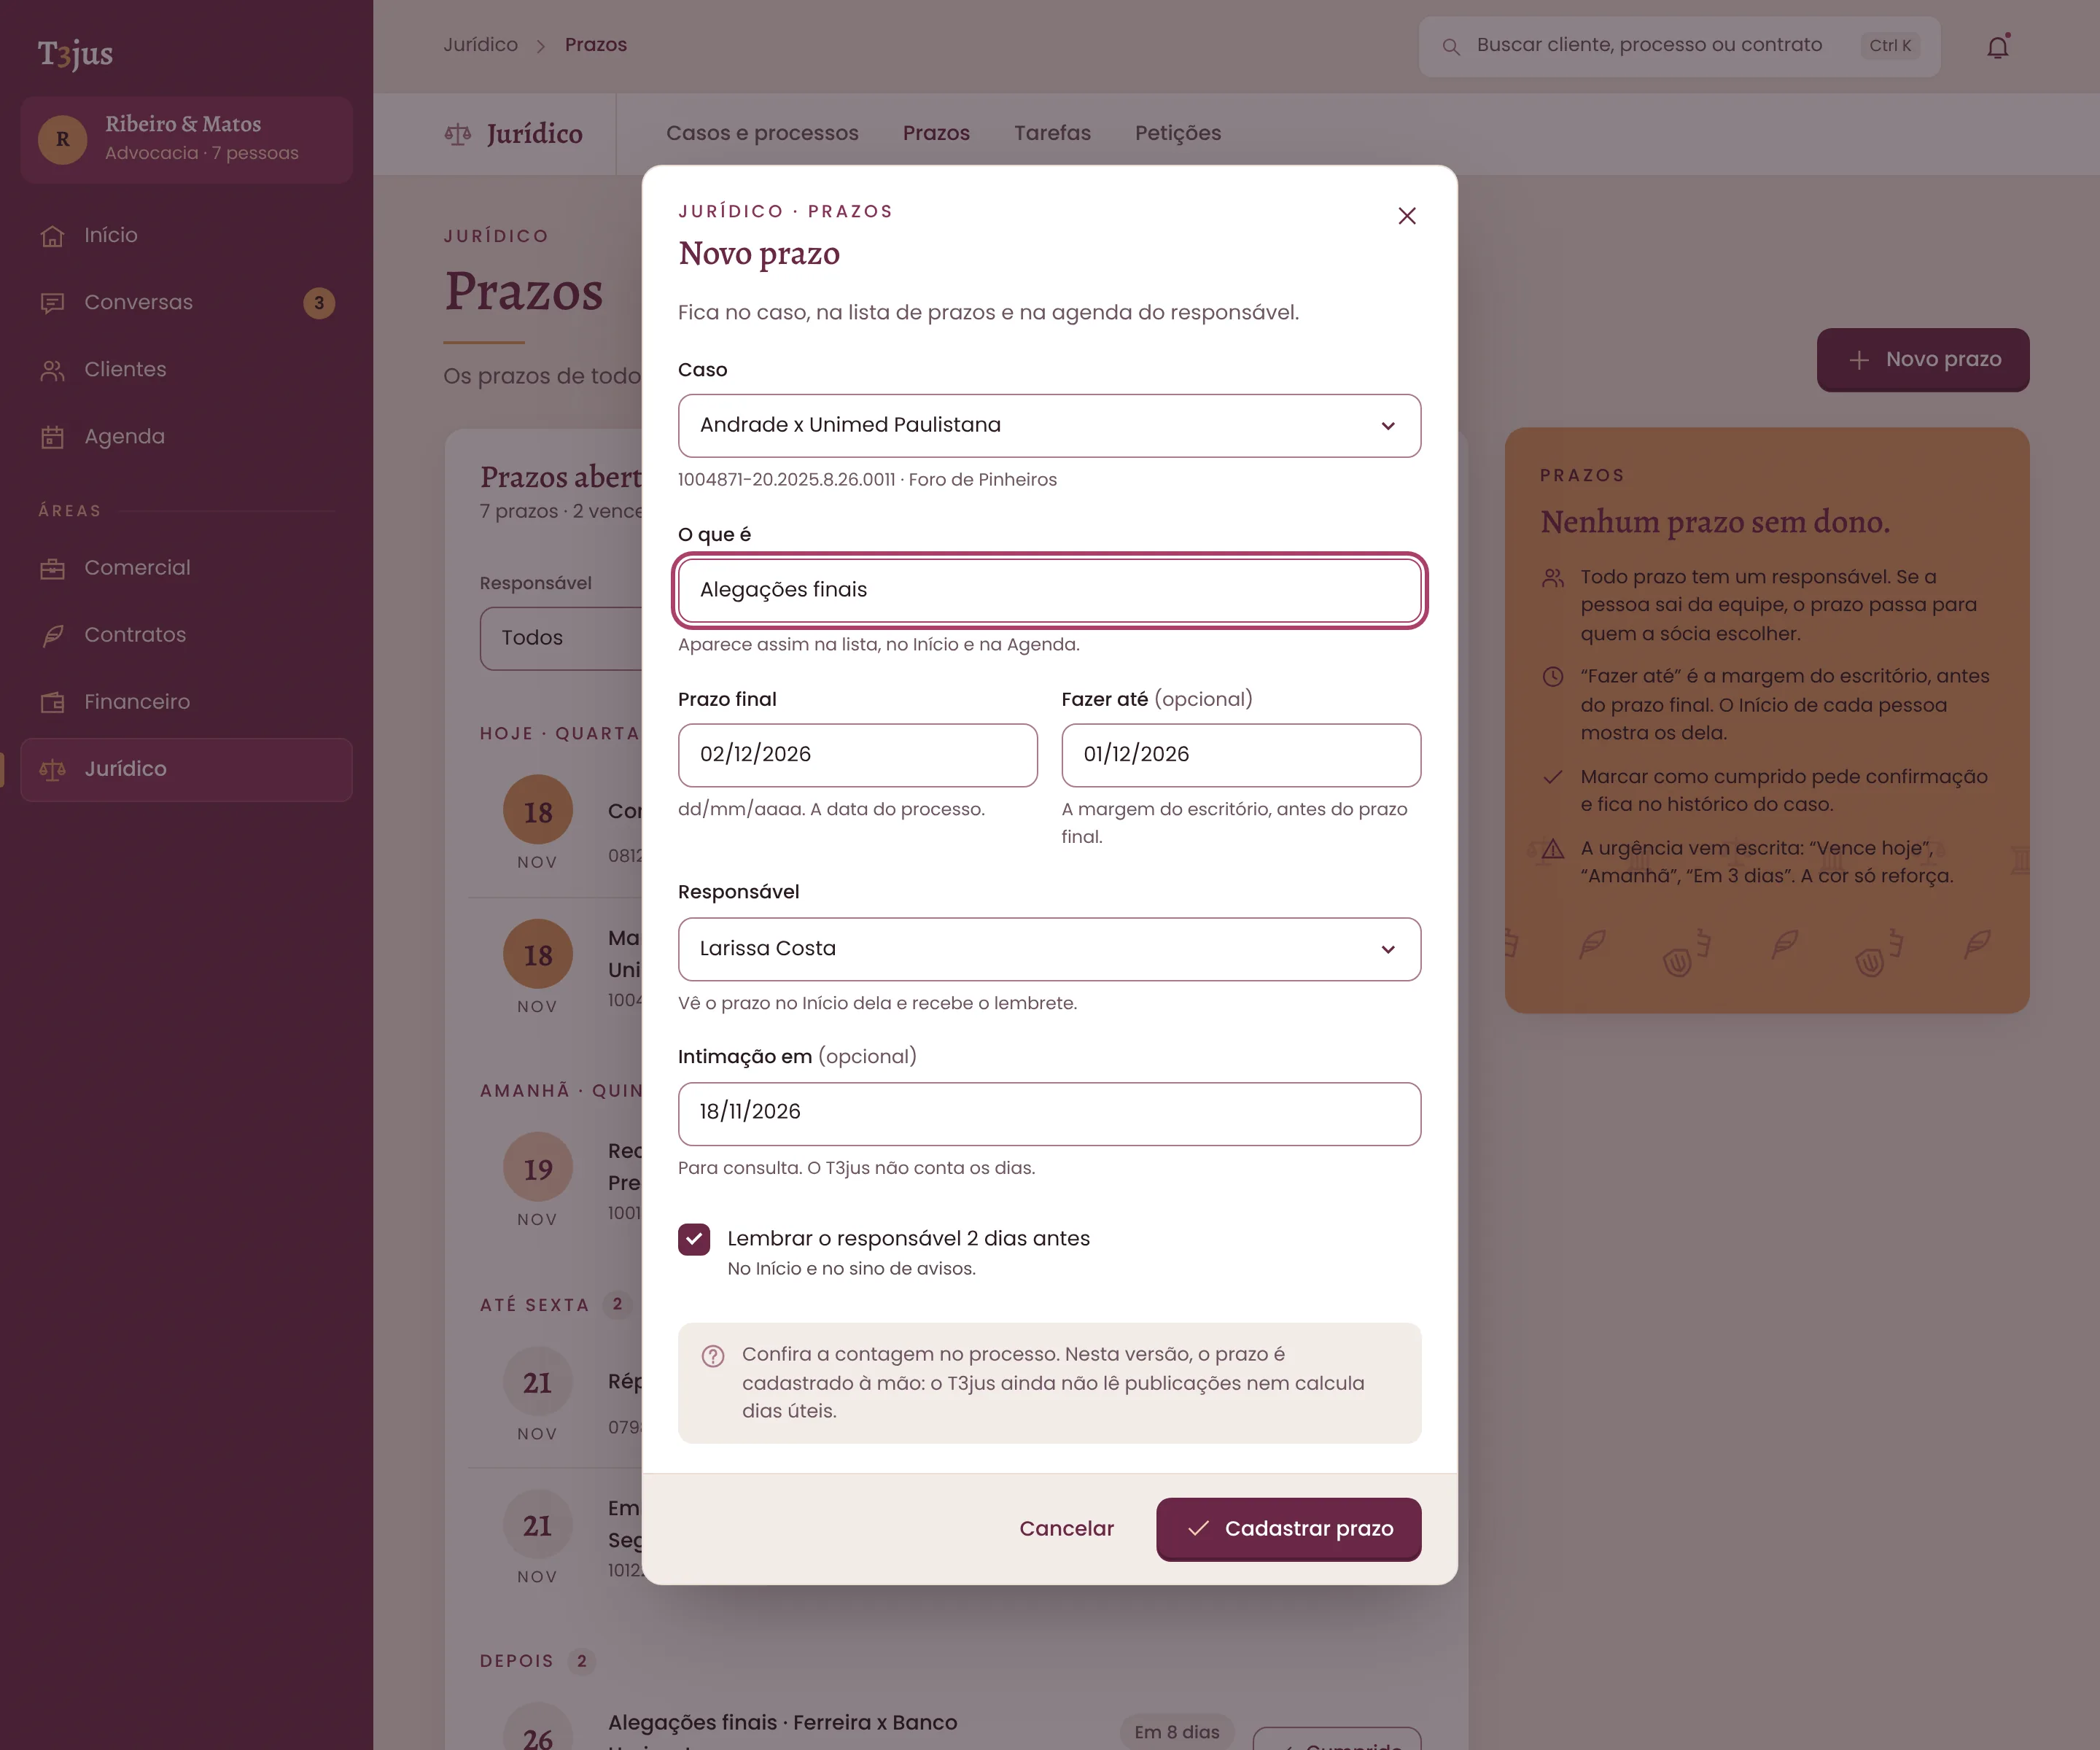 T3jus
R
Ribeiro & Matos
Advocacia · 7 pessoas
Início
Conversas
3
Clientes
Agenda
ÁREAS
Comercial
Contratos
Financeiro
Jurídico
Jurídico
Prazos
Buscar cliente, processo ou contrato
Ctrl K
Jurídico
Casos e processos
Prazos
Tarefas
Petições
JURÍDICO
Prazos
Os prazos de todo
Novo prazo
Prazos abert
7 prazos · 2 vence
Responsável
Todos
HOJE · QUARTA
18
NOV
Cor
0812
18
NOV
Ma
Uni
1004
AMANHÃ · QUIN
19
NOV
Rec
Pre
1001
ATÉ SEXTA
2
21
NOV
Rép
079
21
NOV
Em
Seg
1012
DEPOIS
2
26
Alegações finais · Ferreira x Banco
Em 8 dias
PRAZOS
Nenhum prazo sem dono.
Todo prazo tem um responsável. Se a
pessoa sai da equipe, o prazo passa para
quem a sócia escolher.
“Fazer até” é a margem do escritório, antes
do prazo final. O Início de cada pessoa
mostra os dela.
Marcar como cumprido pede confirmação
e fica no histórico do caso.
A urgência vem escrita: “Vence hoje”,
“Amanhã”, “Em 3 dias”. A cor só reforça.
JURÍDICO · PRAZOS
Novo prazo
Fica no caso, na lista de prazos e na agenda do responsável.
Caso
Andrade x Unimed Paulistana
1004871-20.2025.8.26.0011 · Foro de Pinheiros
O que é
Alegações finais
Aparece assim na lista, no Início e na Agenda.
Prazo final
02/12/2026
dd/mm/aaaa. A data do processo.
Fazer até (opcional)
01/12/2026
A margem do escritório, antes do prazo
final.
Responsável
Larissa Costa
Vê o prazo no Início dela e recebe o lembrete.
Intimação em (opcional)
18/11/2026
Para consulta. O T3jus não conta os dias.
Lembrar o responsável 2 dias antes
No Início e no sino de avisos.
Confira a contagem no processo. Nesta versão, o prazo é
cadastrado à mão: o T3jus ainda não lê publicações nem calcula
dias úteis.
Cancelar
Cadastrar prazo